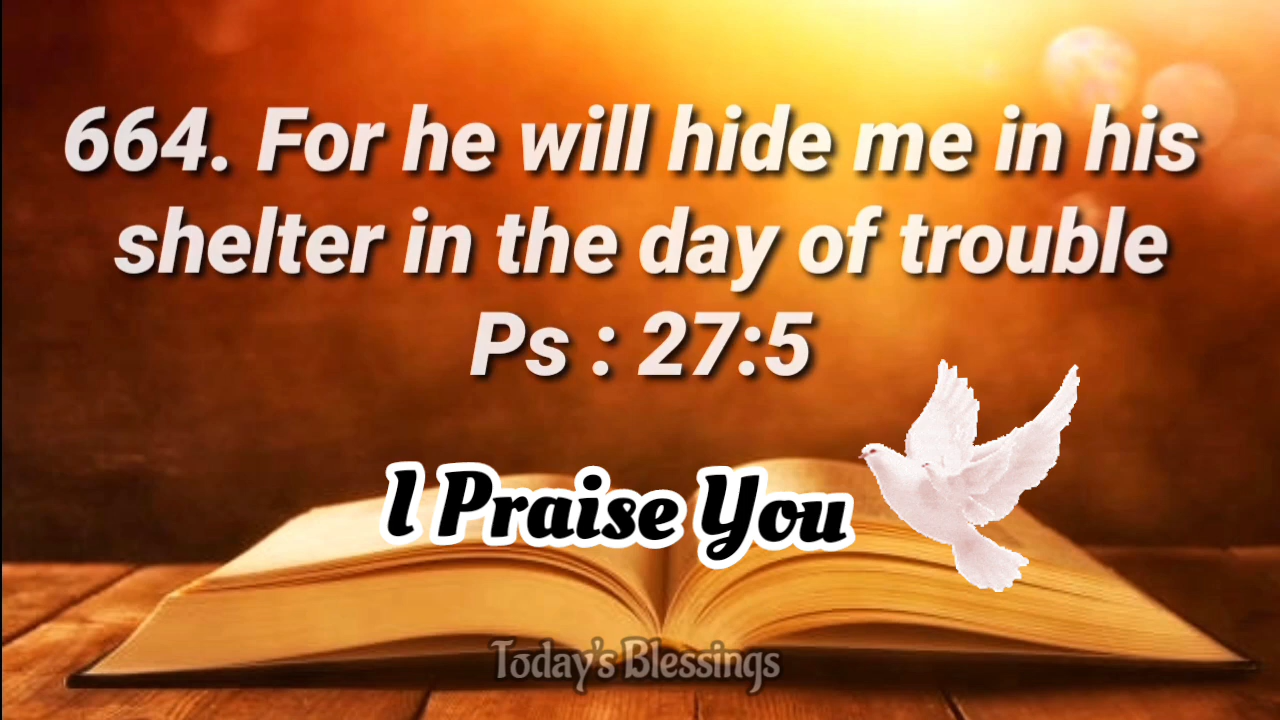 664. For he will hide me in his
shelter in the day of trouble
Ps : 27:5
I Praise You
Today's Blessings